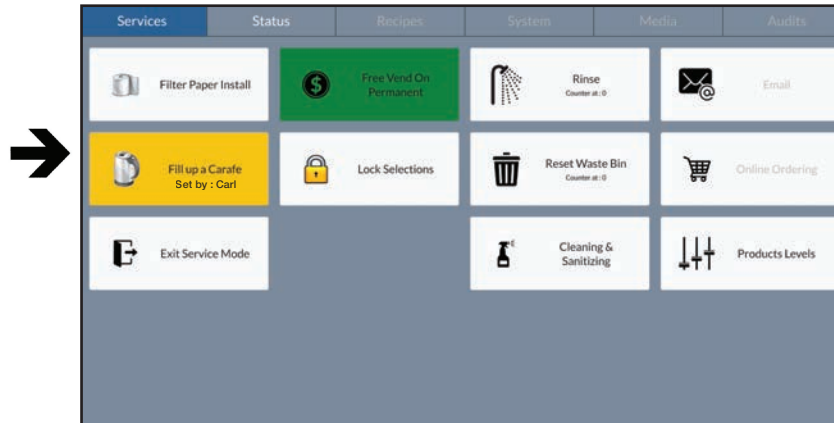 Services Status Recipes System Media Audits
Filter Paper Install
Free Vend On
Permanent
Rinse
Counter at : 0
Email
Fill up a Carafe
Set by : Carl
Lock Selections
Reset Waste Bin
Counter at : 0
Online Ordering
Exit Service Mode
Cleaning &
Sanitizing
Products Levels